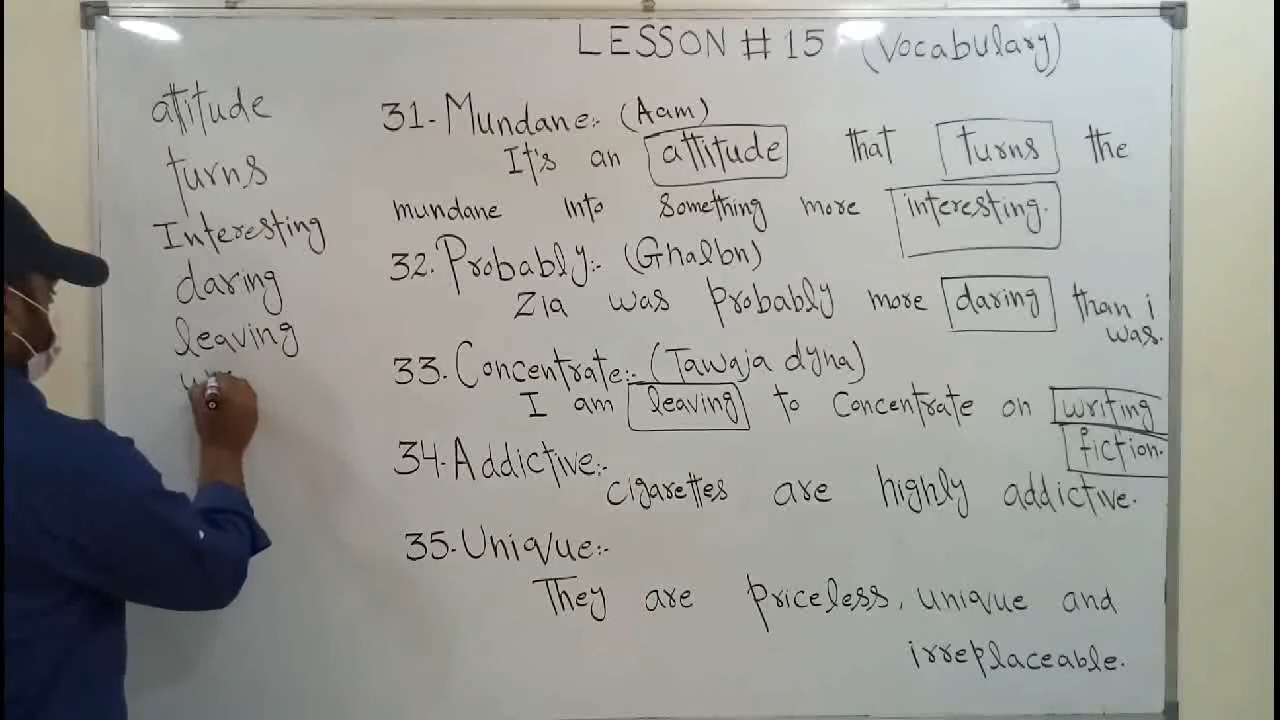 LESSON # 15 (Vocabulary)
attitude
turns
Interesting
daring
leaving
31. Mundane:- (Aam)
It's an attitude that turns the
mundane into something more interesting.
32. Probably:- (Ghalbn)
Zia was probably more daring than i
was.
33. Concentrate:- (Tawaja dyna)
I am leaving to Concentrate on writing
fiction.
34. Addictive:-
cigarettes are highly addictive.
35. Unique:-
They are priceless, unique and
irreplaceable.